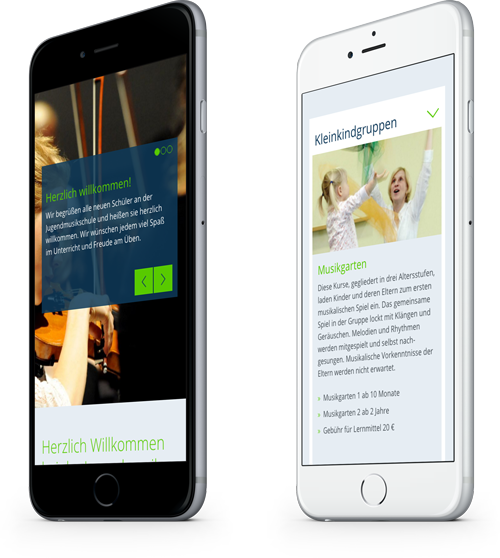 Herzlich willkommen!
Wir begrüßen alle neuen Schüler an der
Jugendmusikschule und heißen sie herzlich
willkommen. Wir wünschen jedem viel Spaß
im Unterricht und Freude am Üben.
Herzlich Willkommen
Kleinkindgruppen
Musikgarten
Diese Kurse, gegliedert in drei Altersstufen,
laden Kinder und deren Eltern zum ersten
musikalischen Spiel ein. Das gemeinsame
Spiel in der Gruppe lockt mit Klängen und
Geräuschen. Melodien und Rhythmen
werden mitgespielt und selbst nach-
gesungen. Musikalische Vorkenntnisse der
Eltern werden nicht erwartet.
» Musikgarten 1 ab 10 Monate
» Musikgarten 2 ab 2 Jahre
» Gebühr für Lernmittel 20 €